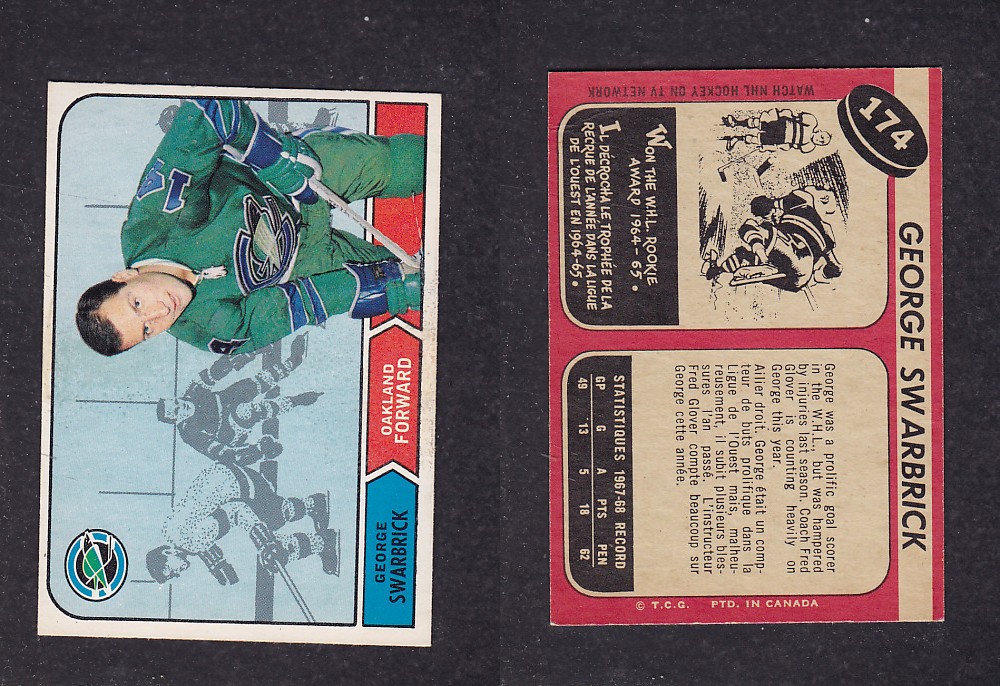 14
OAKLAND
FORWARD
GEORGE
SWARBRICK
174
GEORGE SWARBRICK
WATCH NHL HOCKEY ON TV NETWORK
WON THE W.H.L. ROOKIE
AWARD 1964-65.
IL DÉCROCHA LE TROPHÉE DE LA
RECRUE DE L'ANNÉE DANS LA LIGUE
DE L'OUEST EN 1964-65.
George was a prolific goal scorer
in the W.H.L., but was hampered
by injuries last season. Coach Fred
Glover is counting heavily on
George this year.
Ailier droit, George était un comp-
teur de buts prolifique dans la
Ligue de l'Ouest mais, malheu-
reusement, il subit plusieurs bles-
sures l'an passé. L'instructeur
Fred Glover compte beaucoup sur
George cette année.
STATISTIQUES 1967-68 RECORD
GP G A PTS PEN
49 13 5 18 62
© T.C.G. PTD. IN CANADA